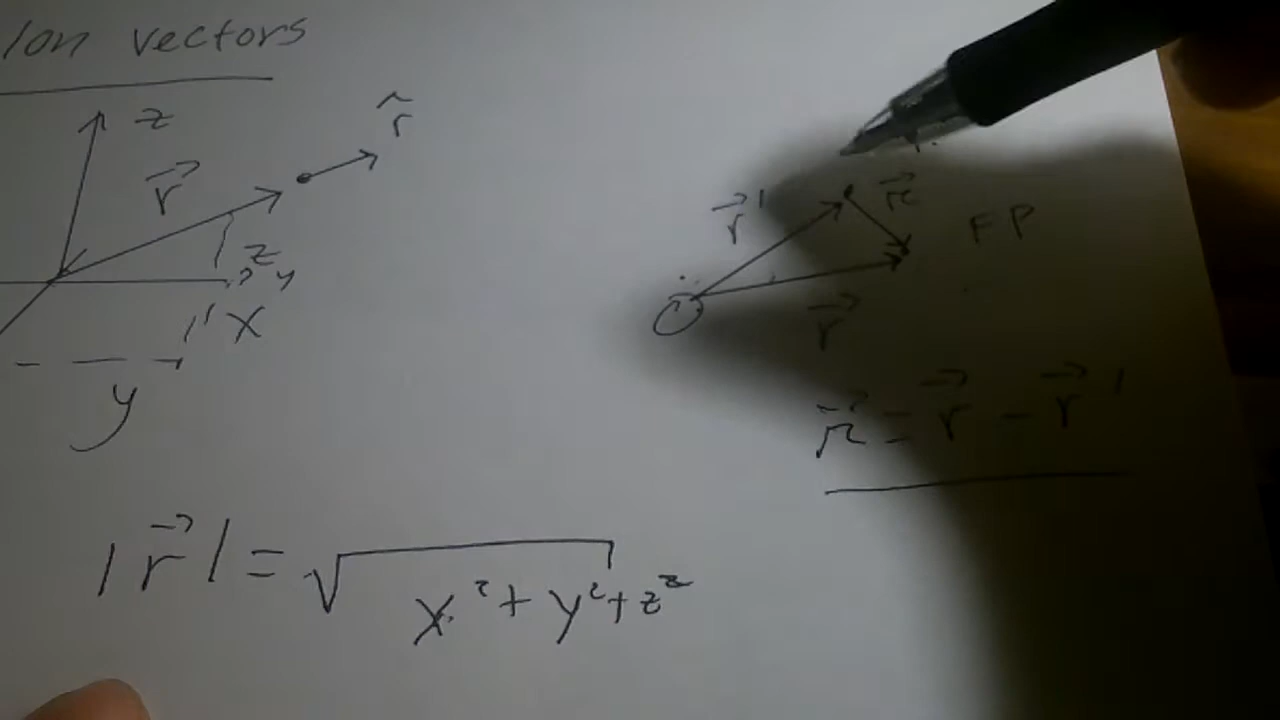 Ion vectors
z
r̂
r⃗
z
y
x
y
r⃗'
𝓇⃗
FP
r⃗
𝓇⃗ = r⃗ - r⃗'
|r⃗| = √x² + y² + z²